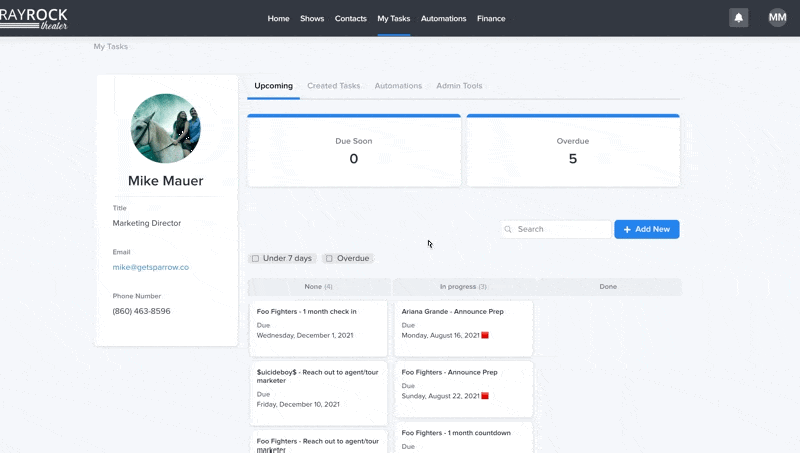 RAYROCK
theater
Home Shows Contacts My Tasks Automations Finance
MM
My Tasks
Mike Mauer
Title
Marketing Director
Email
mike@getsparrow.co
Phone Number
(860) 463-8596
Upcoming Created Tasks Automations Admin Tools
Due Soon
0
Overdue
5
Search
+ Add New
Under 7 days Overdue
None (4)
Foo Fighters - 1 month check in
Due
Wednesday, December 1, 2021
$uicideboy$ - Reach out to agent/tour
marketer
Due
Friday, December 10, 2021
Foo Fighters - Reach out to agent/tour
marketer
In progress (3)
Ariana Grande - Announce Prep
Due
Monday, August 16, 2021
Foo Fighters - Announce Prep
Due
Sunday, August 22, 2021
Foo Fighters - 1 month countdown
Due
Done